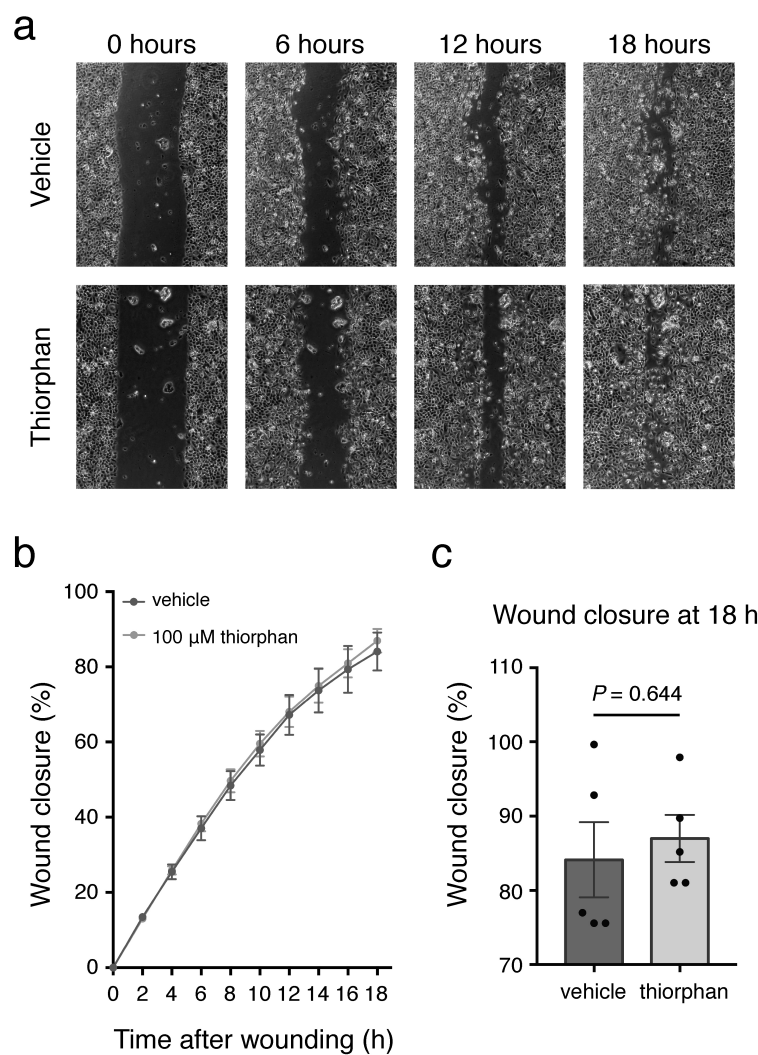 a
0 hours
6 hours
12 hours
18 hours
Vehicle
Thiorphan
b
100
80
60
40
20
0
Wound closure (%)
vehicle
100 µM thiorphan
0 2 4 6 8 10 12 14 16 18
Time after wounding (h)
c
Wound closure at 18 h
110
100
90
80
70
Wound closure (%)
P = 0.644
vehicle
thiorphan